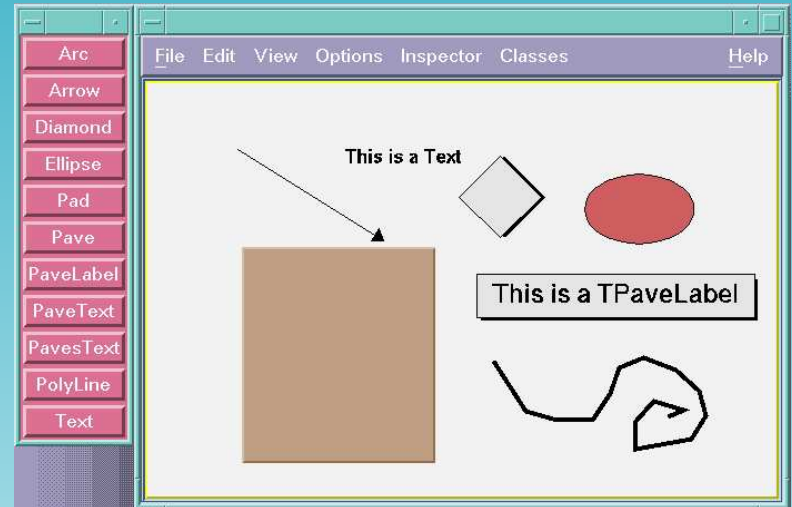 Arc
Arrow
Diamond
Ellipse
Pad
Pave
PaveLabel
PaveText
PavesText
PolyLine
Text
File Edit View Options Inspector Classes Help
This is a Text
This is a TPaveLabel